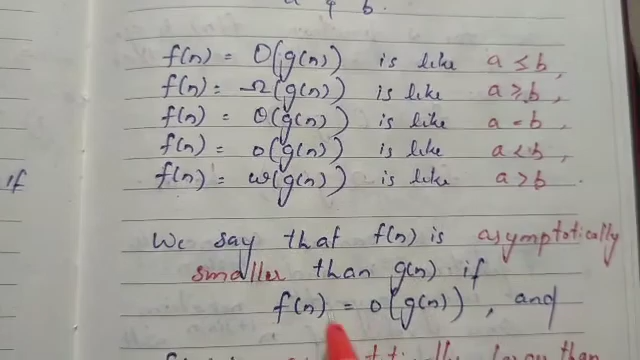 a & b.
f(n) = O(g(n)) is like a ≤ b,
f(n) = Ω(g(n)) is like a ≥ b,
f(n) = Θ(g(n)) is like a = b,
f(n) = o(g(n)) is like a < b,
if
f(n) = ω(g(n)) is like a > b.
We say that f(n) is asymptotically
smaller than g(n) if
f(n) = o(g(n)), and
than